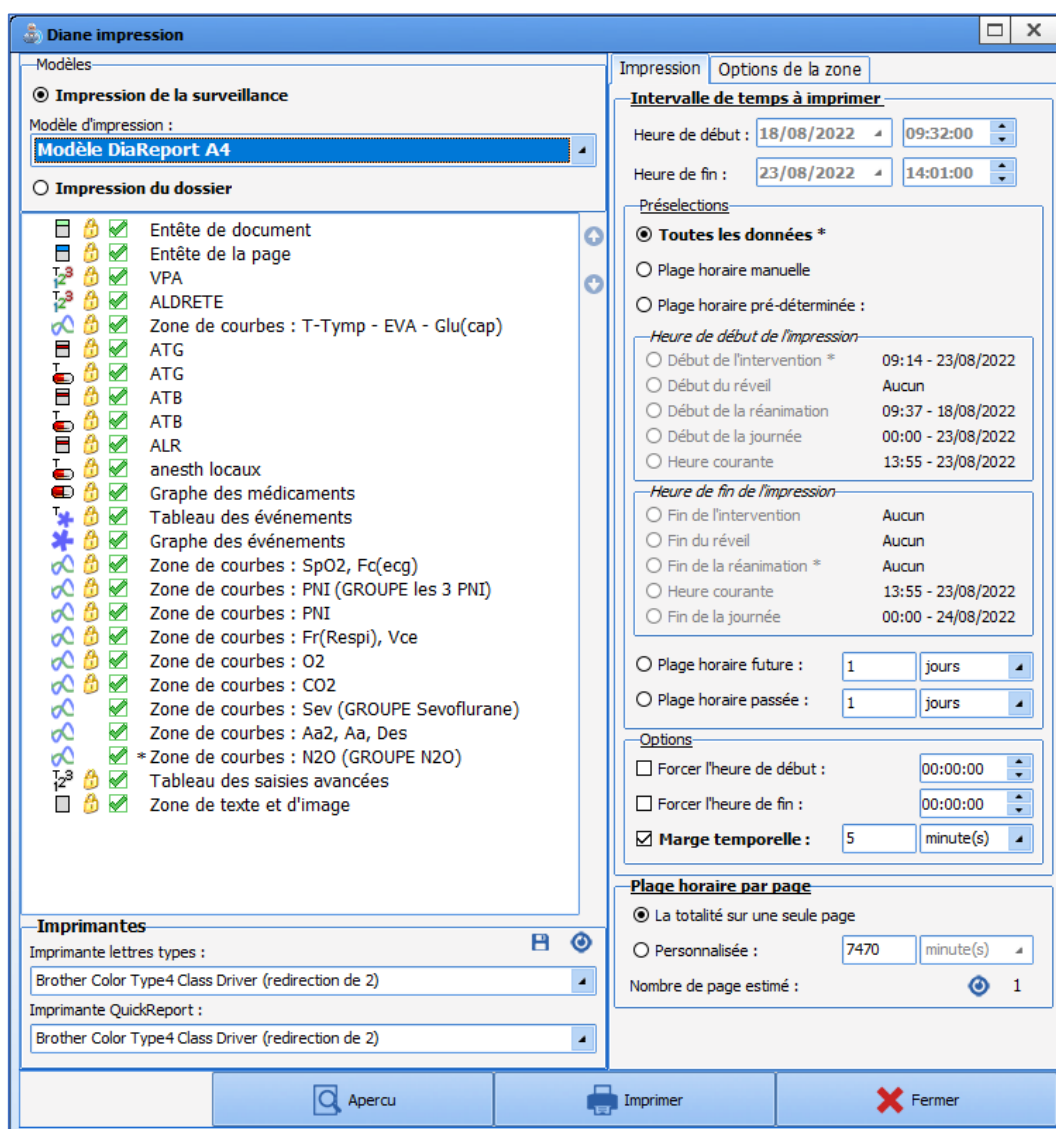 Diane impression
Modèles
Impression de la surveillance
Modèle d'impression :
Modèle DiaReport A4
Impression du dossier
Entête de document
Entête de la page
VPA
ALDRETE
Zone de courbes : T-Tymp - EVA - Glu(cap)
ATG
ATG
ATB
ATB
ALR
anesth locaux
Graphe des médicaments
Tableau des événements
Graphe des événements
Zone de courbes : SpO2, Fc(ecg)
Zone de courbes : PNI (GROUPE les 3 PNI)
Zone de courbes : PNI
Zone de courbes : Fr(Respi), Vce
Zone de courbes : O2
Zone de courbes : CO2
Zone de courbes : Sev (GROUPE Sevoflurane)
Zone de courbes : Aa2, Aa, Des
* Zone de courbes : N2O (GROUPE N2O)
Tableau des saisies avancées
Zone de texte et d'image
Imprimantes
Imprimante lettres types :
Brother Color Type4 Class Driver (redirection de 2)
Imprimante QuickReport :
Brother Color Type4 Class Driver (redirection de 2)
Impression Options de la zone
Intervalle de temps à imprimer
Heure de début : 18/08/2022 09:32:00
Heure de fin : 23/08/2022 14:01:00
Préselections
Toutes les données *
Plage horaire manuelle
Plage horaire pré-déterminée :
Heure de début de l'impression
Début de l'intervention * 09:14 - 23/08/2022
Début du réveil Aucun
Début de la réanimation 09:37 - 18/08/2022
Début de la journée 00:00 - 23/08/2022
Heure courante 13:55 - 23/08/2022
Heure de fin de l'impression
Fin de l'intervention Aucun
Fin du réveil Aucun
Fin de la réanimation * Aucun
Heure courante 13:55 - 23/08/2022
Fin de la journée 00:00 - 24/08/2022
Plage horaire future : 1 jours
Plage horaire passée : 1 jours
Options
Forcer l'heure de début : 00:00:00
Forcer l'heure de fin : 00:00:00
Marge temporelle : 5 minute(s)
Plage horaire par page
La totalité sur une seule page
Personnalisée : 7470 minute(s)
Nombre de page estimé : 1
Apercu Imprimer Fermer